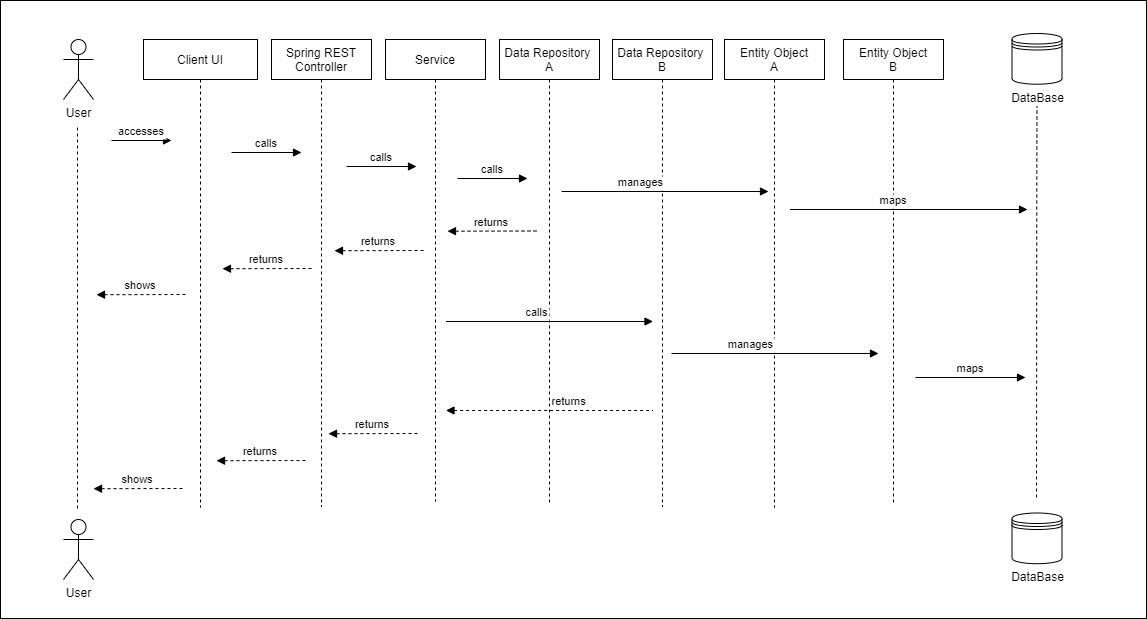 User
Client UI
Spring REST
Controller
Service
Data Repository
A
Data Repository
B
Entity Object
A
Entity Object
B
DataBase
accesses
calls
calls
calls
manages
maps
returns
returns
returns
shows
calls
manages
maps
returns
returns
returns
shows
User
DataBase